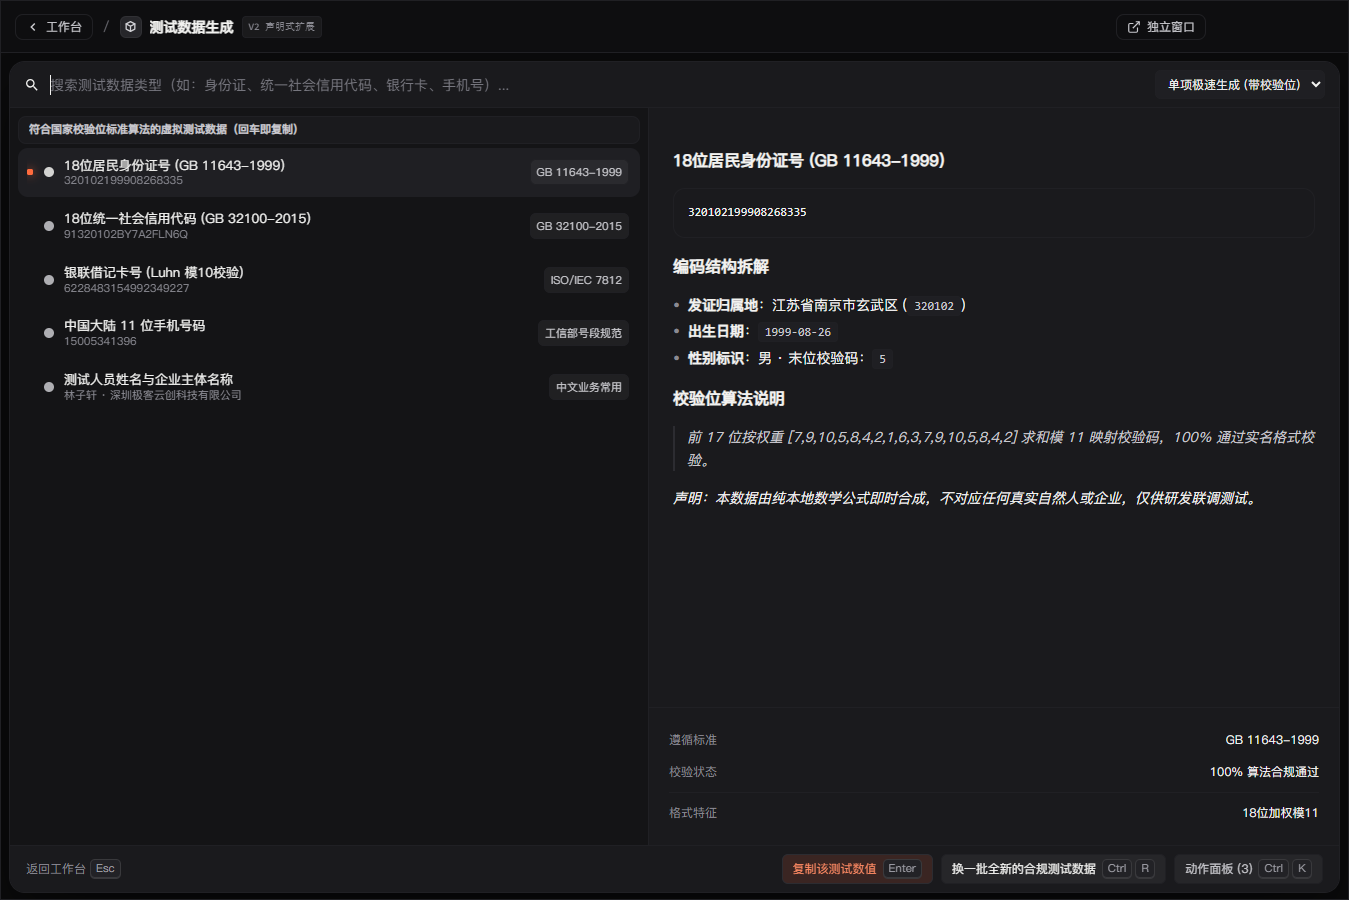 工作台
/
测试数据生成
V2 声明式扩展
独立窗口
搜索测试数据类型（如：身份证、统一社会信用代码、银行卡、手机号）...
单项极速生成 (带校验位)
符合国家校验位标准算法的虚拟测试数据（回车即复制）
18位居民身份证号 (GB 11643-1999)
320102199908268335
GB 11643-1999
18位统一社会信用代码 (GB 32100-2015)
91320102BY7A2FLN6Q
GB 32100-2015
银联借记卡号 (Luhn 模10校验)
6228483154992349227
ISO/IEC 7812
中国大陆 11 位手机号码
15005341396
工信部号段规范
测试人员姓名与企业主体名称
林子轩 · 深圳极客云创科技有限公司
中文业务常用
18位居民身份证号 (GB 11643-1999)
320102199908268335
编码结构拆解
• 发证归属地：江苏省南京市玄武区 ( 320102 )
• 出生日期： 1999-08-26
• 性别标识：男 · 末位校验码： 5
校验位算法说明
前 17 位按权重 [7,9,10,5,8,4,2,1,6,3,7,9,10,5,8,4,2] 求和模 11 映射校验码，100% 通过实名格式校
验。
声明：本数据由纯本地数学公式即时合成，不对应任何真实自然人或企业，仅供研发联调测试。
遵循标准
GB 11643-1999
校验状态
100% 算法合规通过
格式特征
18位加权模11
返回工作台 Esc
复制该测试数值 Enter
换一批全新的合规测试数据 Ctrl R
动作面板 (3) Ctrl K